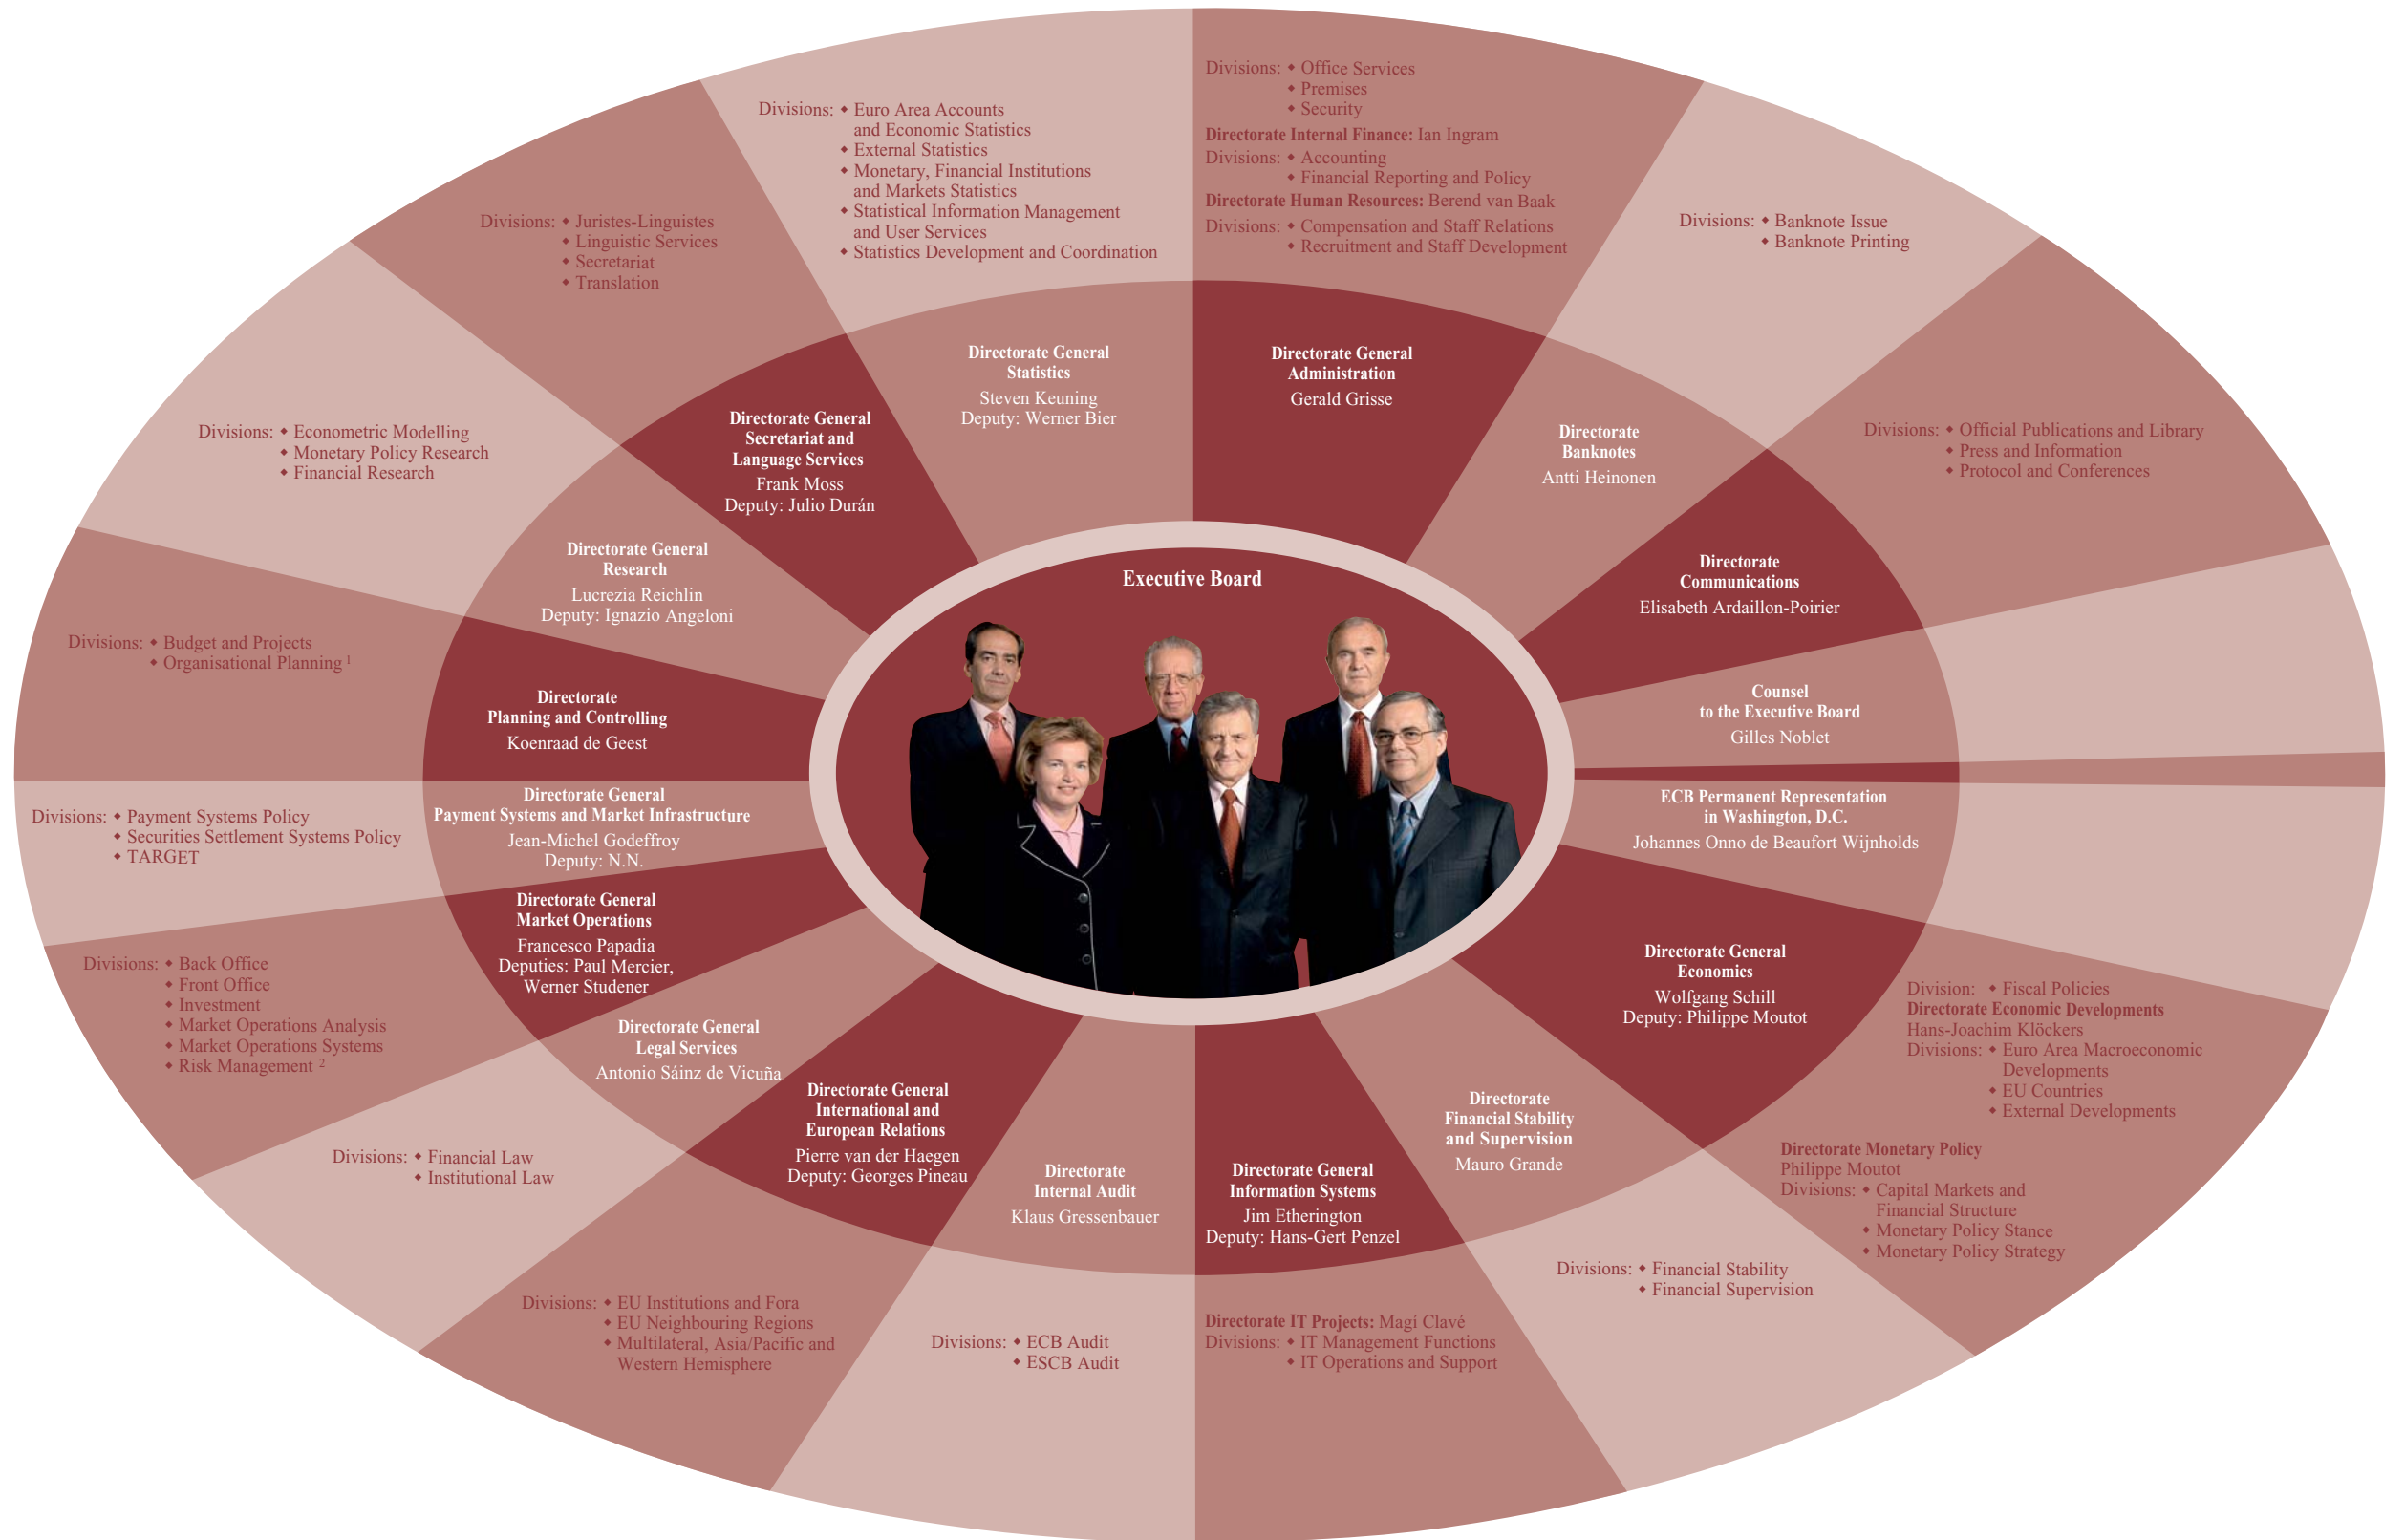 Divisions: ◆ Office Services
◆ Premises
◆ Security
Directorate Internal Finance: Ian Ingram
Divisions: ◆ Accounting
◆ Financial Reporting and Policy
Directorate Human Resources: Berend van Baak
Divisions: ◆ Compensation and Staff Relations
◆ Recruitment and Staff Development
Directorate General
Administration
Gerald Grisse
Divisions: ◆ Banknote Issue
◆ Banknote Printing
Directorate
Banknotes
Antti Heinonen
Divisions: ◆ Official Publications and Library
◆ Press and Information
◆ Protocol and Conferences
Directorate
Communications
Elisabeth Ardaillon-Poirier
Counsel
to the Executive Board
Gilles Noblet
ECB Permanent Representation
in Washington, D.C.
Johannes Onno de Beaufort Wijnholds
Directorate General
Economics
Wolfgang Schill
Deputy: Philippe Moutot
Division: ◆ Fiscal Policies
Directorate Economic Developments
Hans-Joachim Klöckers
Divisions: ◆ Euro Area Macroeconomic
Developments
◆ EU Countries
◆ External Developments
Directorate Monetary Policy
Philippe Moutot
Divisions: ◆ Capital Markets and
Financial Structure
◆ Monetary Policy Stance
◆ Monetary Policy Strategy
Directorate
Financial Stability
and Supervision
Mauro Grande
Divisions: ◆ Financial Stability
◆ Financial Supervision
Directorate General
Information Systems
Jim Etherington
Deputy: Hans-Gert Penzel
Directorate IT Projects: Magí Clavé
Divisions: ◆ IT Management Functions
◆ IT Operations and Support
Directorate
Internal Audit
Klaus Gressenbauer
Divisions: ◆ ECB Audit
◆ ESCB Audit
Directorate General
International and
European Relations
Pierre van der Haegen
Deputy: Georges Pineau
Divisions: ◆ EU Institutions and Fora
◆ EU Neighbouring Regions
◆ Multilateral, Asia/Pacific and
Western Hemisphere
Directorate General
Legal Services
Antonio Sáinz de Vicuña
Divisions: ◆ Financial Law
◆ Institutional Law
Directorate General
Market Operations
Francesco Papadia
Deputies: Paul Mercier,
Werner Studener
Divisions: ◆ Back Office
◆ Front Office
◆ Investment
◆ Market Operations Analysis
◆ Market Operations Systems
◆ Risk Management 2
Directorate General
Payment Systems and Market Infrastructure
Jean-Michel Godeffroy
Deputy: N.N.
Divisions: ◆ Payment Systems Policy
◆ Securities Settlement Systems Policy
◆ TARGET
Directorate
Planning and Controlling
Koenraad de Geest
Divisions: ◆ Budget and Projects
◆ Organisational Planning 1
Directorate General
Research
Lucrezia Reichlin
Deputy: Ignazio Angeloni
Divisions: ◆ Econometric Modelling
◆ Monetary Policy Research
◆ Financial Research
Directorate General
Secretariat and
Language Services
Frank Moss
Deputy: Julio Durán
Divisions: ◆ Juristes-Linguistes
◆ Linguistic Services
◆ Secretariat
◆ Translation
Directorate General
Statistics
Steven Keuning
Deputy: Werner Bier
Divisions: ◆ Euro Area Accounts
and Economic Statistics
◆ External Statistics
◆ Monetary, Financial Institutions
and Markets Statistics
◆ Statistical Information Management
and User Services
◆ Statistics Development and Coordination
Executive Board